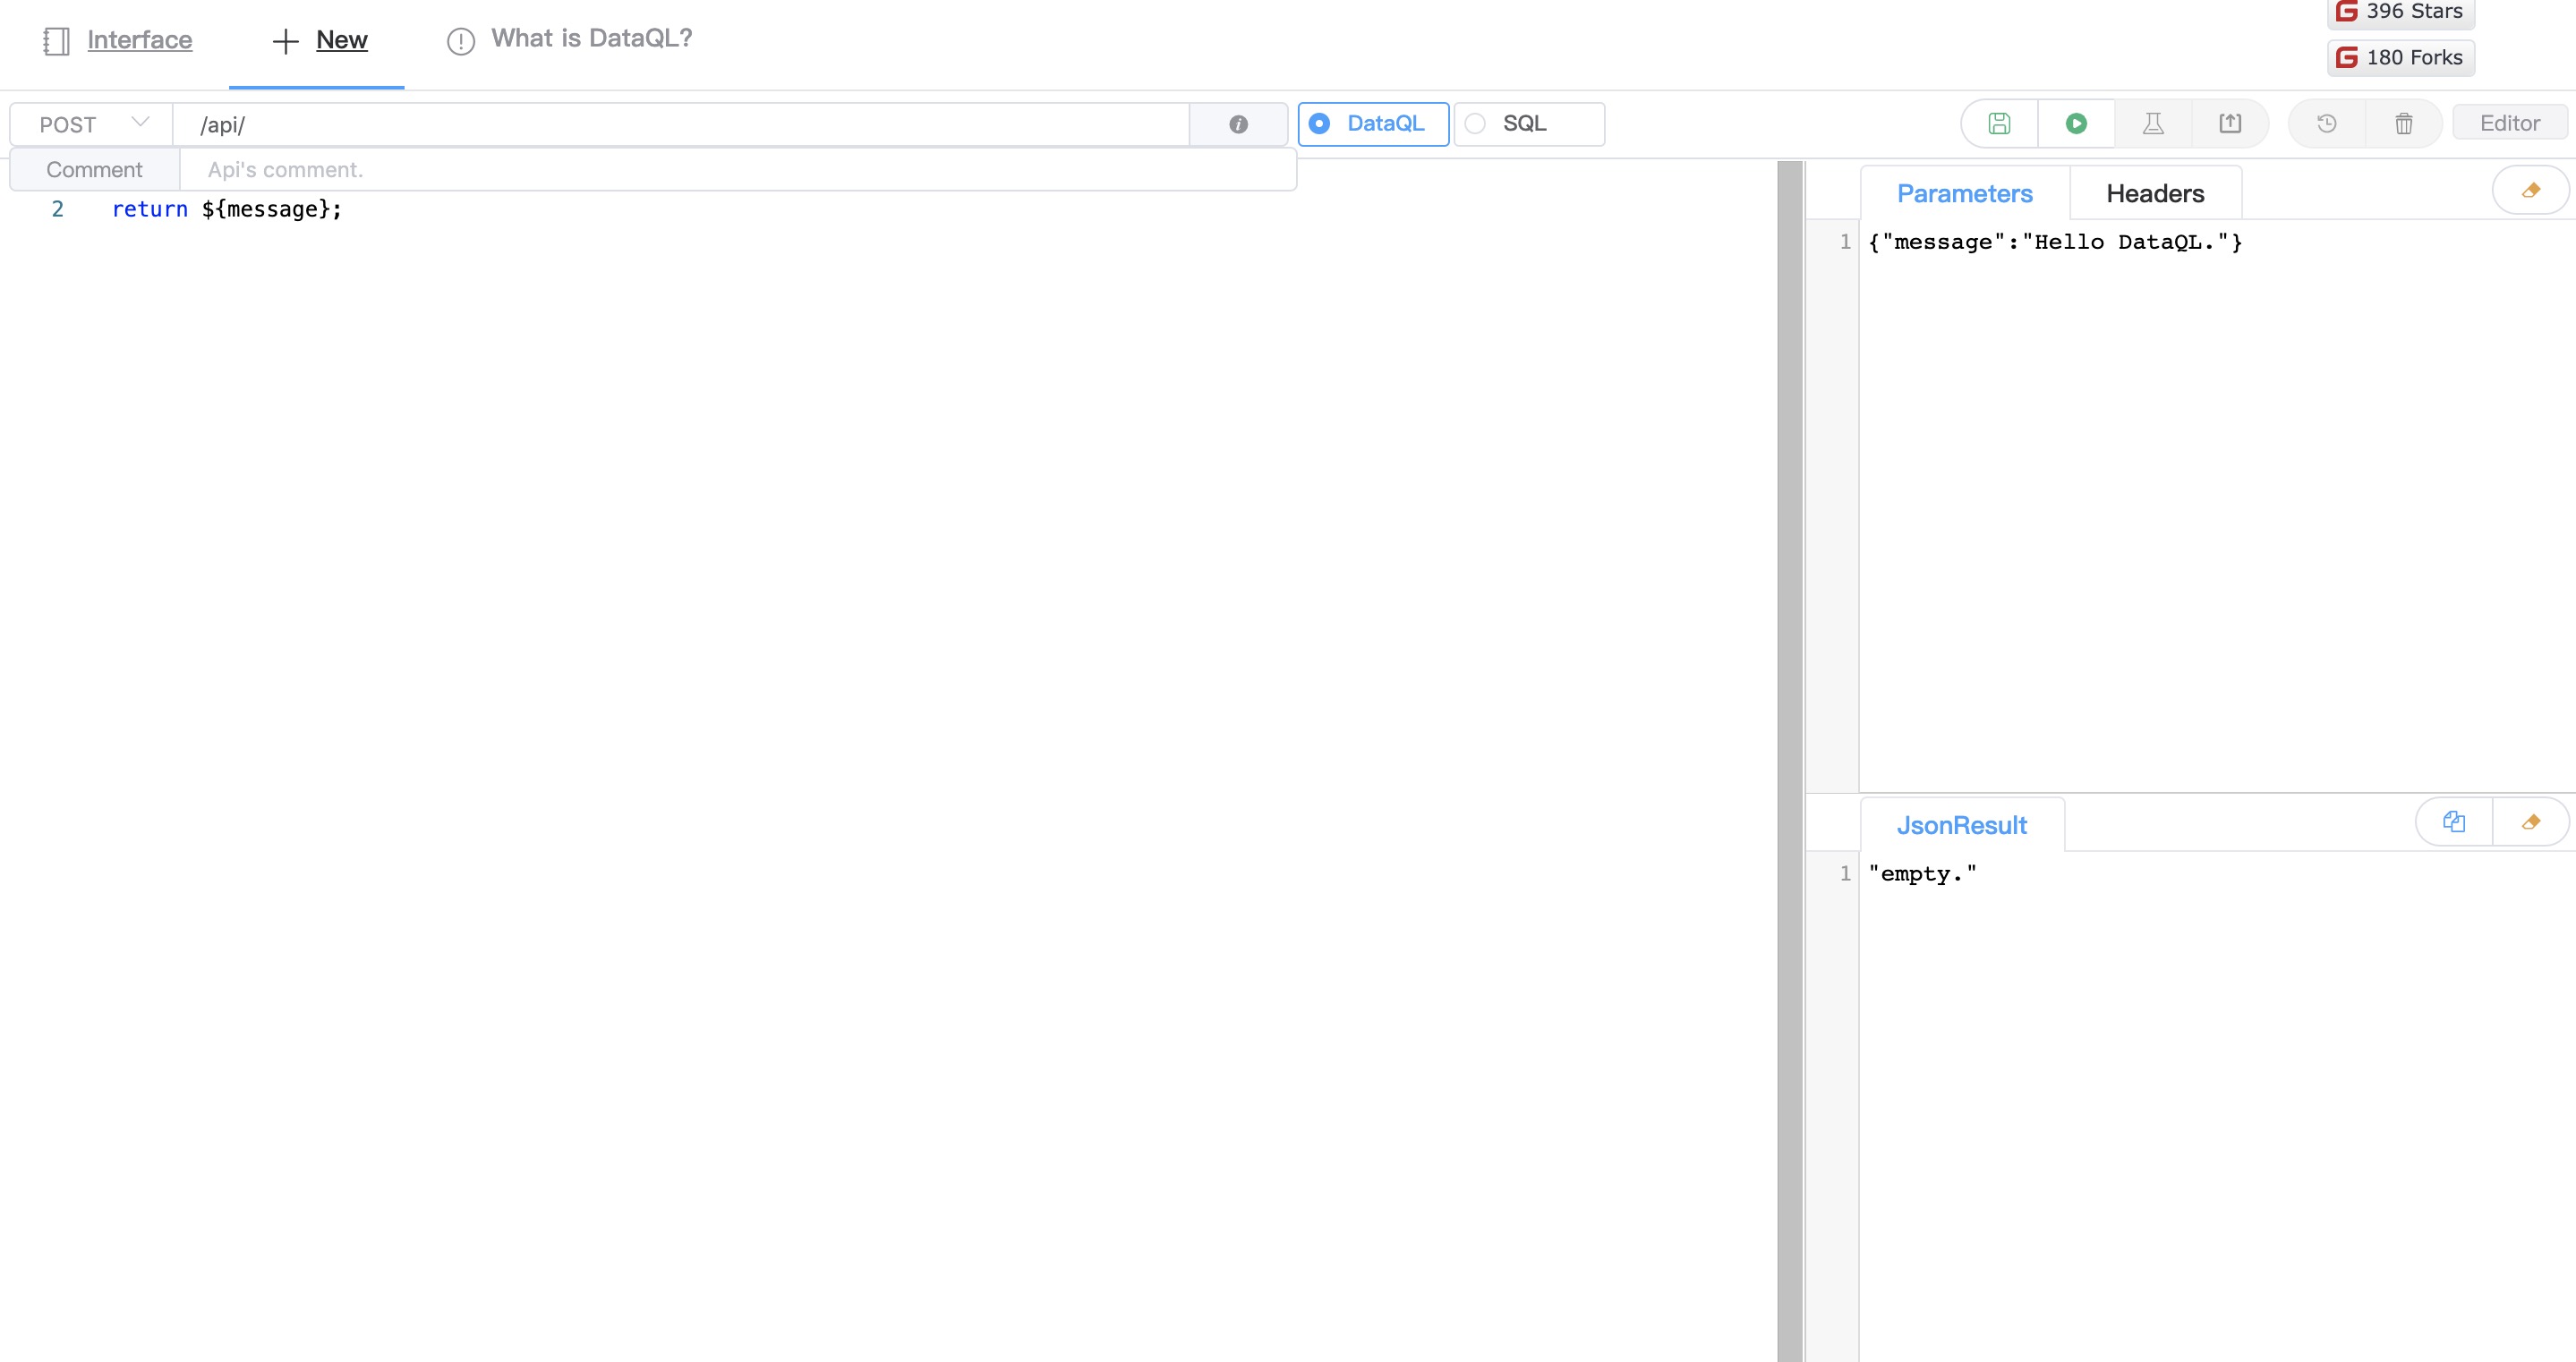 Interface
New
What is DataQL?
396 Stars
180 Forks
POST
/api/
DataQL
SQL
Editor
Comment
Api's comment.
2 return ${message};
Parameters
Headers
1 {"message":"Hello DataQL."}
JsonResult
1 "empty."